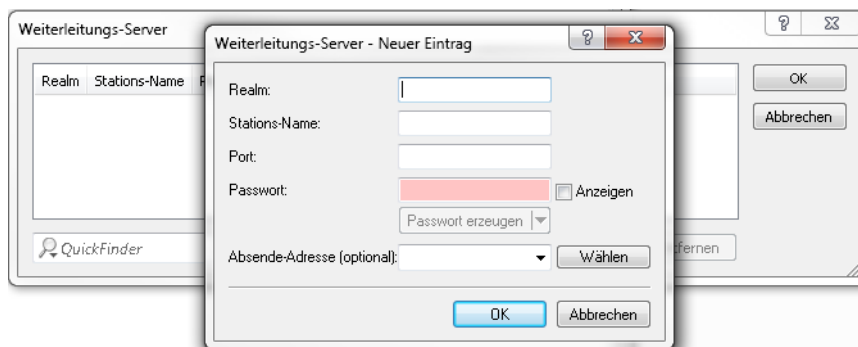 Weiterleitungs-Server
Weiterleitungs-Server - Neuer Eintrag
Realm Stations-Name
OK
Abbrechen
Realm:
Stations-Name:
Port:
Passwort:
Anzeigen
Passwort erzeugen
Absende-Adresse (optional):
Wählen
QuickFinder
OK
Abbrechen